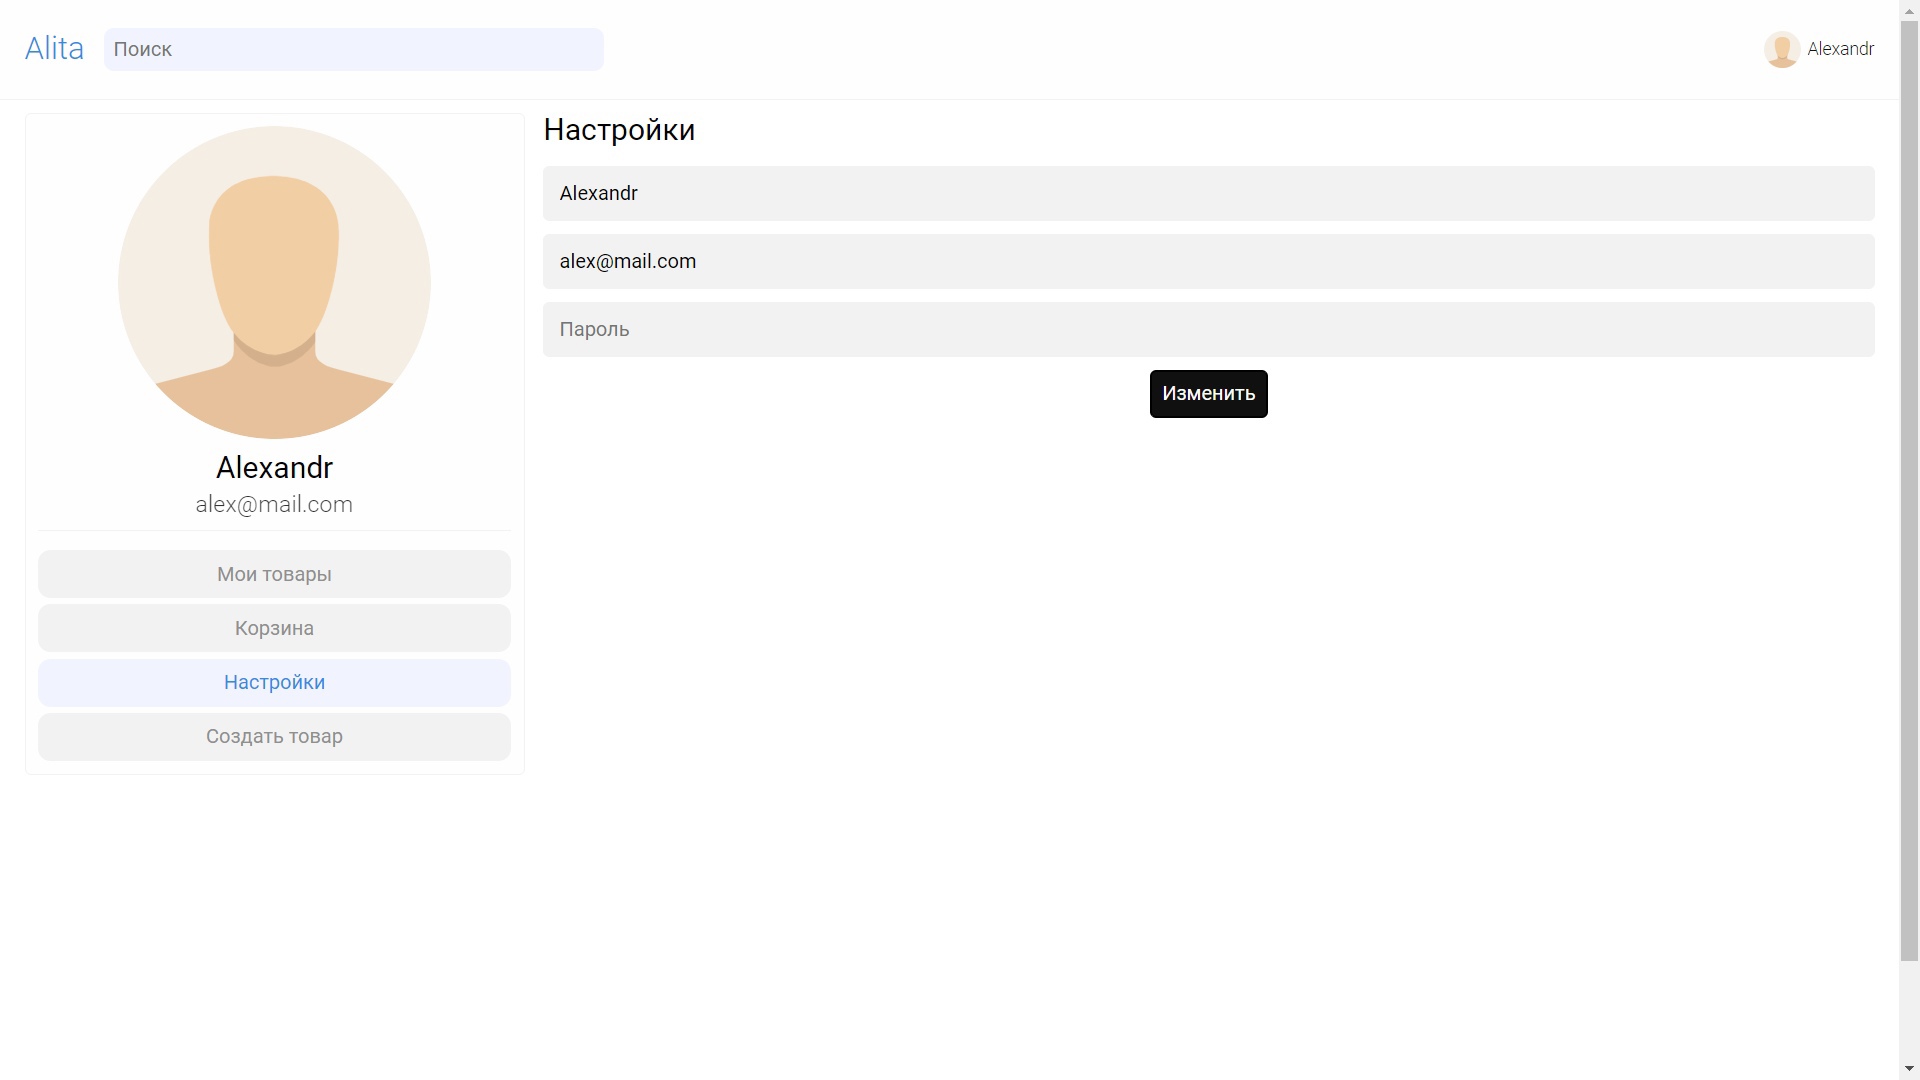 Alita
Поиск
Alexandr
Alexandr
alex@mail.com
Мои товары
Корзина
Настройки
Создать товар
Настройки
Alexandr
alex@mail.com
Пароль
Изменить